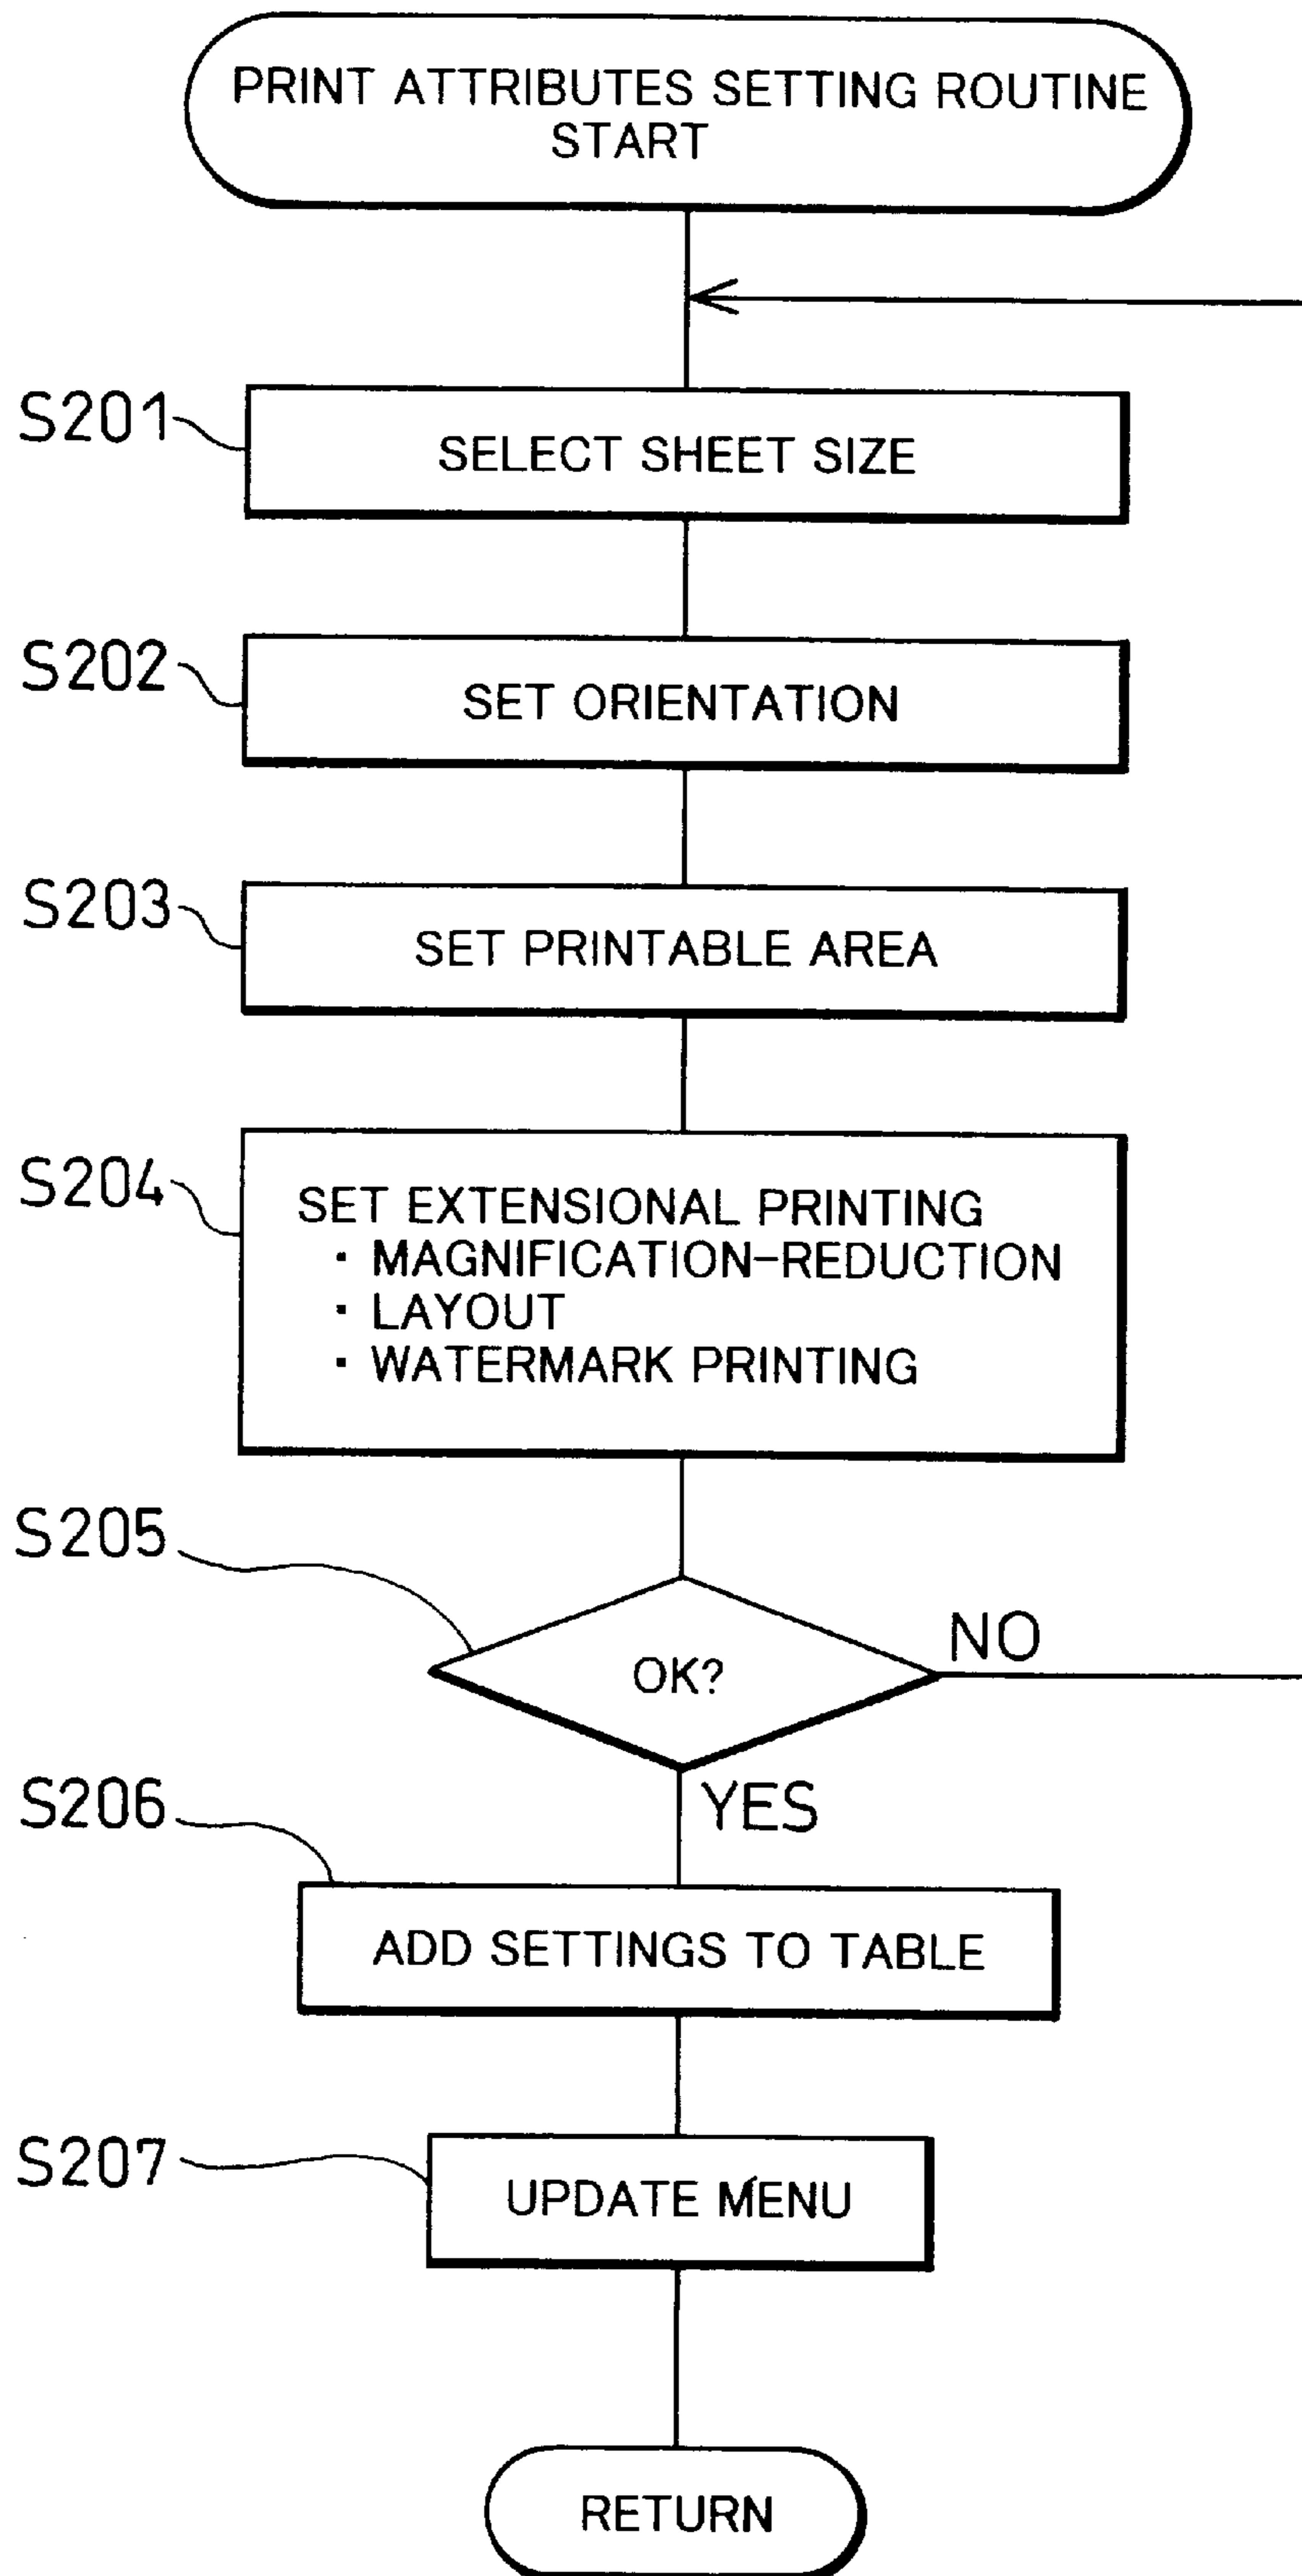 PRINT ATTRIBUTES SETTING ROUTINE
START
S201
SELECT SHEET SIZE
S202
SET ORIENTATION
S203
SET PRINTABLE AREA
S204
SET EXTENSIONAL PRINTING
· MAGNIFICATION-REDUCTION
· LAYOUT
· WATERMARK PRINTING
S205
OK?
NO
YES
S206
ADD SETTINGS TO TABLE
S207
UPDATE MENU
RETURN